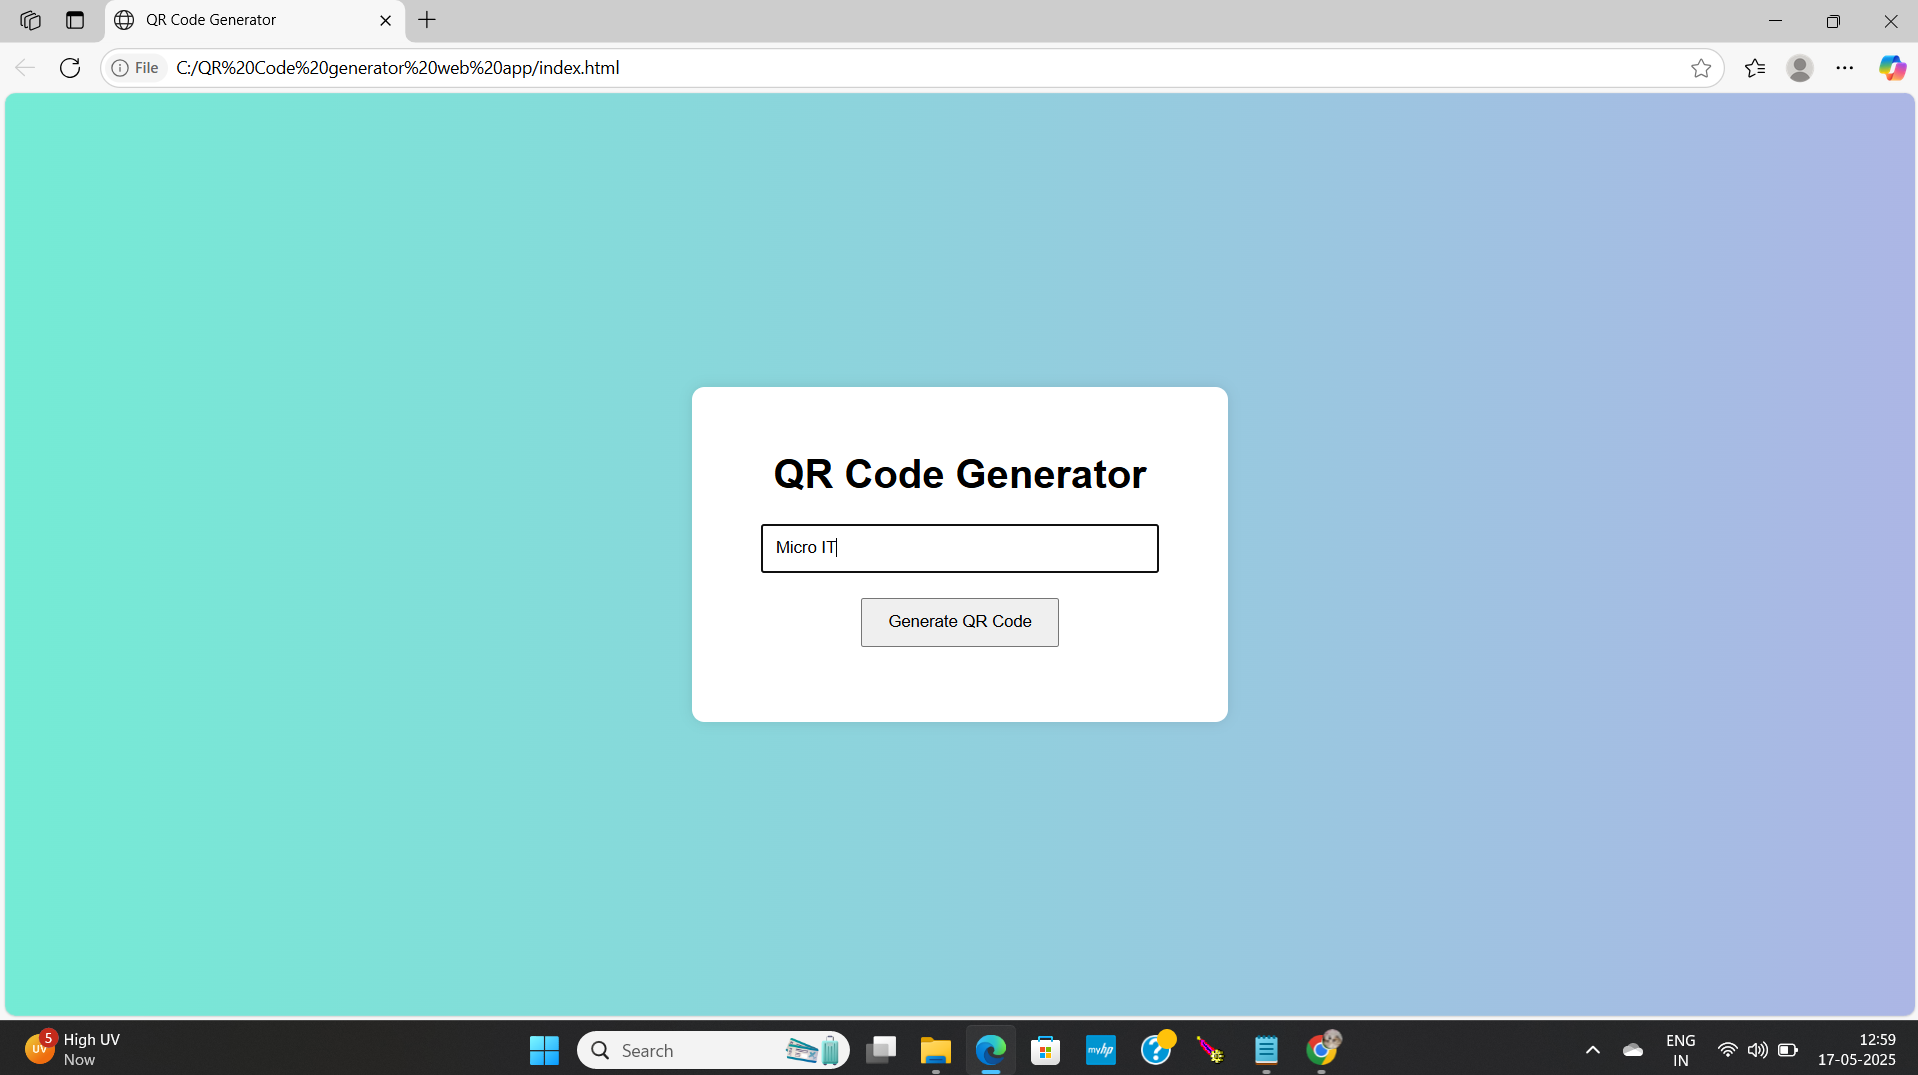 QR Code Generator
File
C:/QR%20Code%20generator%20web%20app/index.html
QR Code Generator
Micro IT
Generate QR Code
5
UV
High UV
Now
Search
myhp
?
ENG
IN
12:59
17-05-2025